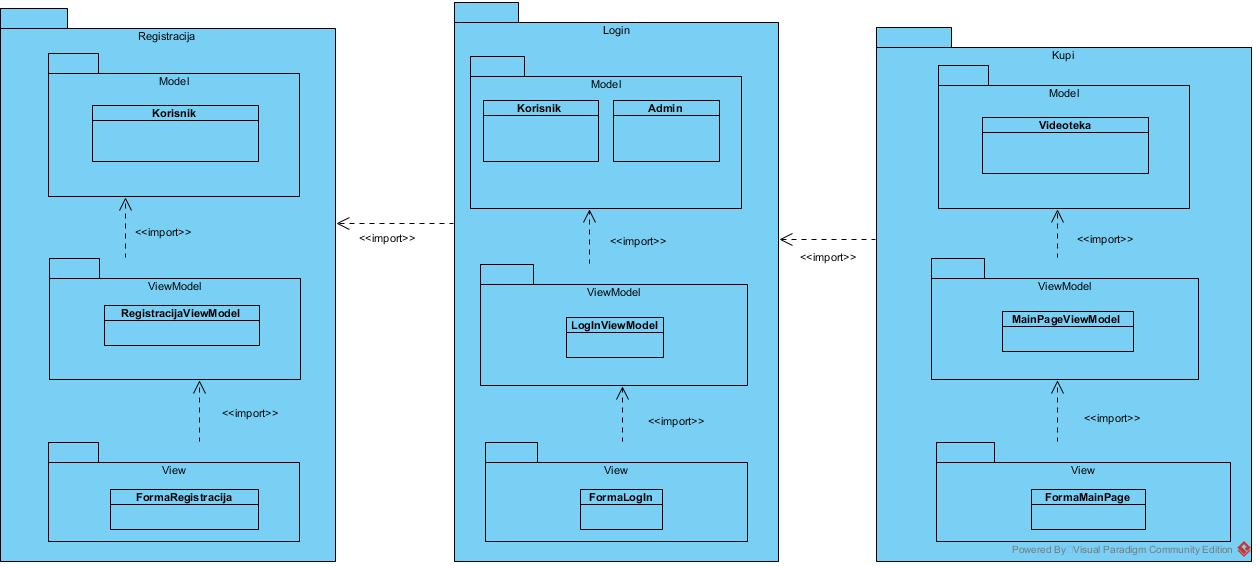 Registracija
Model
Korisnik
<<import>>
ViewModel
RegistracijaViewModel
<<import>>
View
FormaRegistracija
<<import>>
Login
Model
Korisnik
Admin
<<import>>
ViewModel
LogInViewModel
<<import>>
View
FormaLogIn
<<import>>
Kupi
Model
Videoteka
<<import>>
ViewModel
MainPageViewModel
<<import>>
View
FormaMainPage
Powered By Visual Paradigm Community Edition